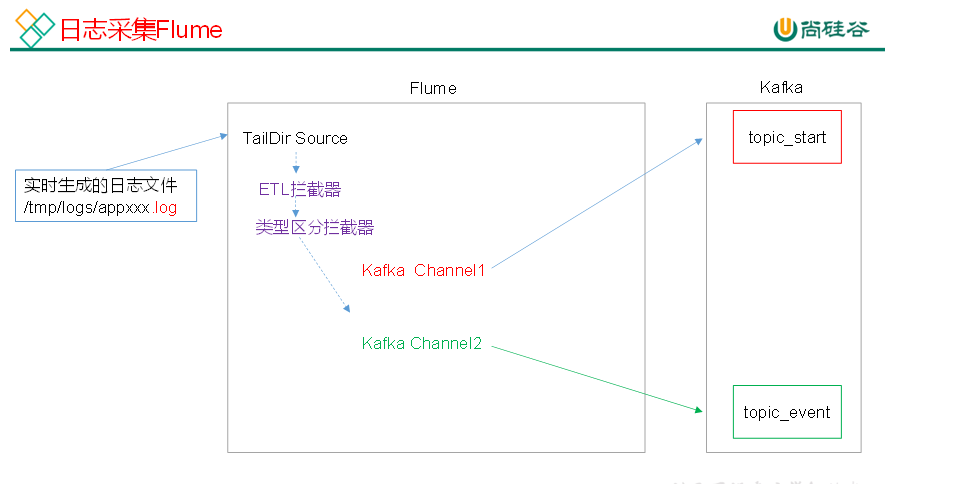 日志采集Flume
尚硅谷
Flume
Kafka
TailDir Source
topic_start
实时生成的日志文件
/tmp/logs/appxxx.log
ETL拦截器
类型区分拦截器
Kafka Channel1
Kafka Channel2
topic_event